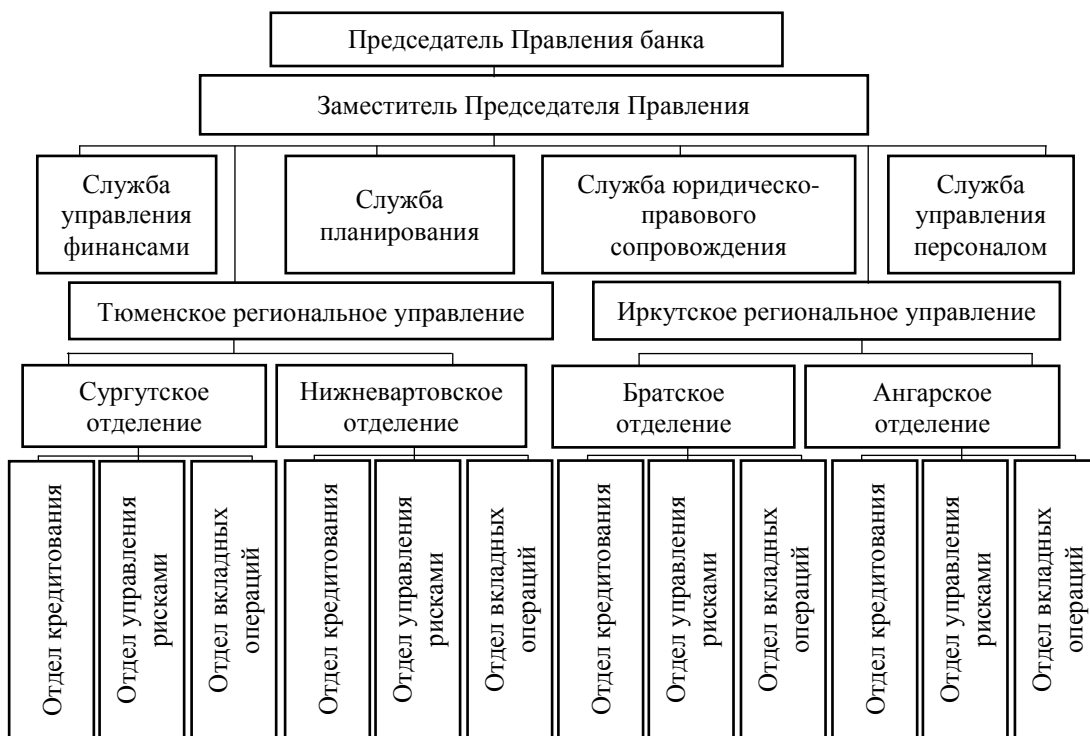 Председатель Правления банка
Заместитель Председателя Правления
Служба
управления
финансами
Служба
планирования
Служба юридическо-
правового
сопровождения
Служба
управления
персоналом
Тюменское региональное управление
Иркутское региональное управление
Сургутское
отделение
Нижневартовское
отделение
Братское
отделение
Ангарское
отделение
Отдел кредитования
Отдел управления
рисками
Отдел вкладных
операций
Отдел кредитования
Отдел управления
рисками
Отдел вкладных
операций
Отдел кредитования
Отдел управления
рисками
Отдел вкладных
операций
Отдел кредитования
Отдел управления
рисками
Отдел вкладных
операций